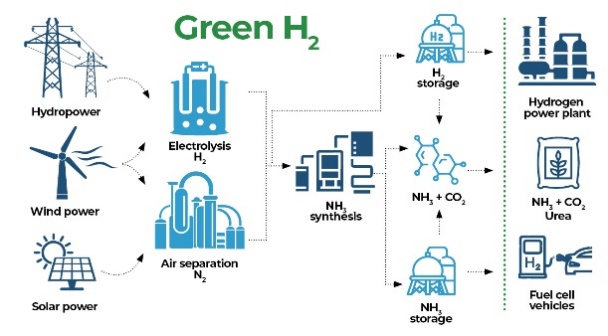 Green H₂
Hydropower
Wind power
Solar power
Electrolysis
H₂
Air separation
N₂
NH₃
synthesis
H₂
H₂
storage
NH₃ + CO₂
NH₃
storage
Hydrogen
power plant
NH₃ + CO₂
Urea
H₂
Fuel cell
vehicles